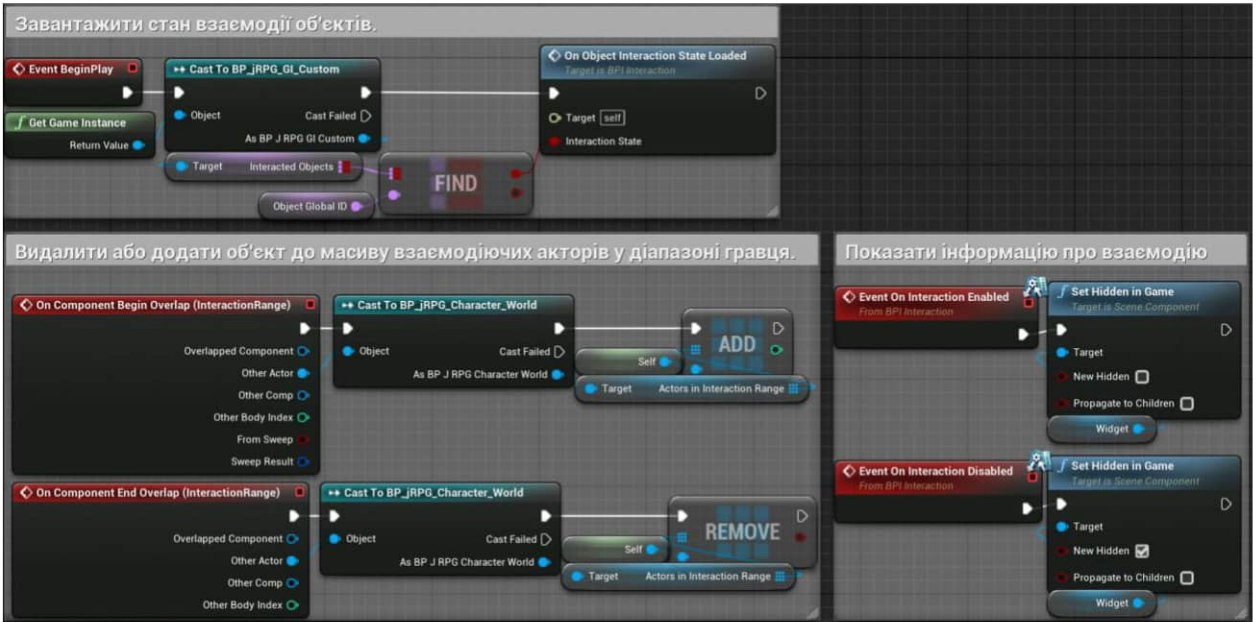 Завантажити стан взаємодії об'єктів.
Event BeginPlay
Cast To BP_jRPG_GI_Custom
On Object Interaction State Loaded
Target is BPI Interaction
Get Game Instance
Return Value
Object
Cast Failed
As BP J RPG GI Custom
Target [self]
Interaction State
Target
Interacted Objects
FIND
Object Global ID
Видалити або додати об'єкт до масиву взаємодіючих акторів у діапазоні гравця.
On Component Begin Overlap (InteractionRange)
Cast To BP_jRPG_Character_World
ADD
Overlapped Component
Object
Cast Failed
Self
Other Actor
As BP J RPG Character World
Target
Actors in Interaction Range
Other Comp
Other Body Index
From Sweep
Sweep Result
On Component End Overlap (InteractionRange)
Cast To BP_jRPG_Character_World
REMOVE
Overlapped Component
Object
Cast Failed
Self
Other Actor
As BP J RPG Character World
Target
Actors in Interaction Range
Other Comp
Other Body Index
Показати інформацію про взаємодію
Event On Interaction Enabled
From BPI Interaction
Set Hidden in Game
Target is Scene Component
Target
New Hidden
Propagate to Children
Widget
Event On Interaction Disabled
From BPI Interaction
Set Hidden in Game
Target is Scene Component
Target
New Hidden
Propagate to Children
Widget